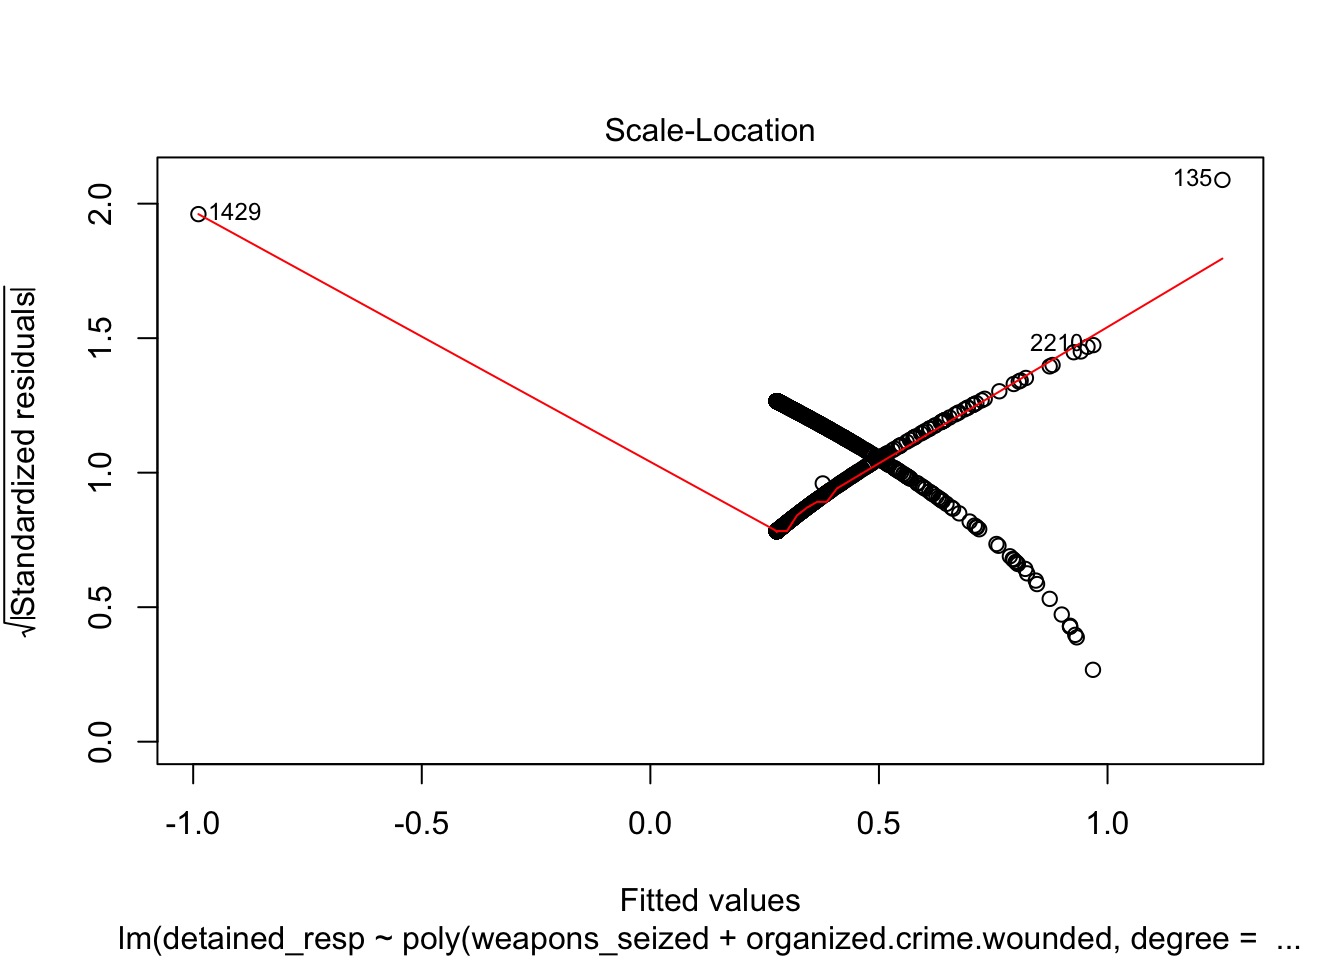 Scale-Location
√|Standardized residuals|
2.0
1.5
1.0
0.5
0.0
1429
135
2210
-1.0 -0.5 0.0 0.5 1.0
Fitted values
lm(detained_resp ~ poly(weapons_seized + organized.crime.wounded, degree = ...